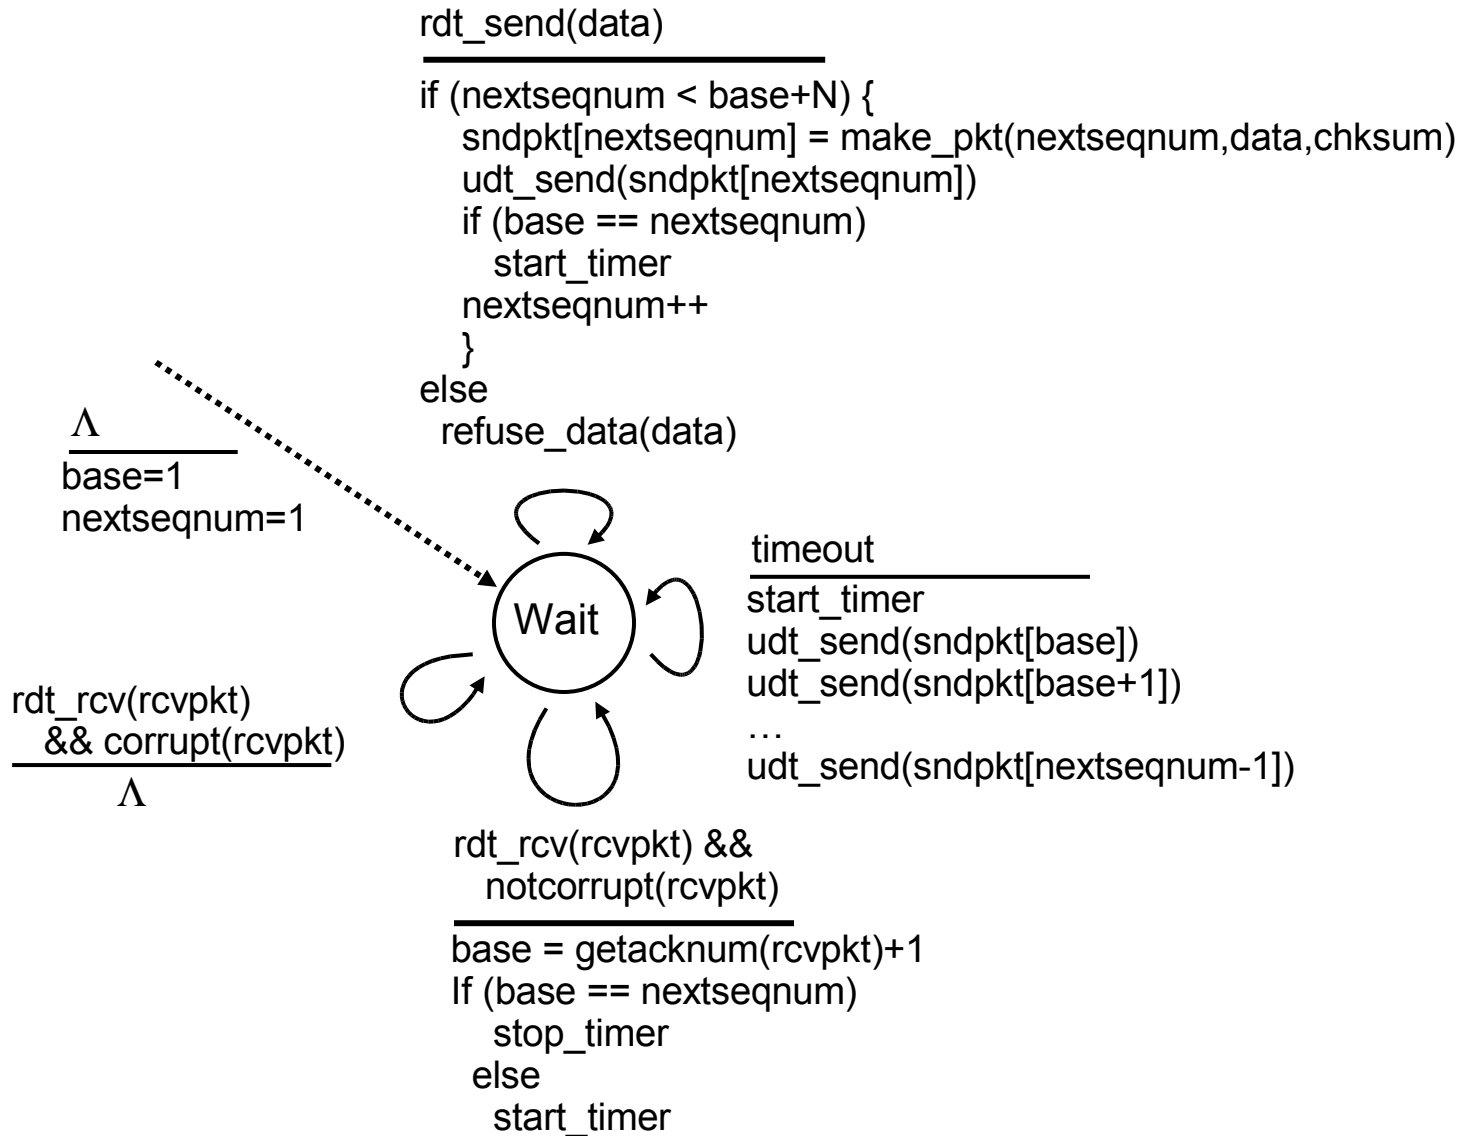 rdt_send(data)
if (nextseqnum < base+N) {
sndpkt[nextseqnum] = make_pkt(nextseqnum,data,chksum)
udt_send(sndpkt[nextseqnum])
if (base == nextseqnum)
start_timer
nextseqnum++
}
else
refuse_data(data)
Λ
base=1
nextseqnum=1
Wait
timeout
start_timer
udt_send(sndpkt[base])
udt_send(sndpkt[base+1])
…
udt_send(sndpkt[nextseqnum-1])
rdt_rcv(rcvpkt)
&& corrupt(rcvpkt)
Λ
rdt_rcv(rcvpkt) &&
notcorrupt(rcvpkt)
base = getacknum(rcvpkt)+1
If (base == nextseqnum)
stop_timer
else
start_timer